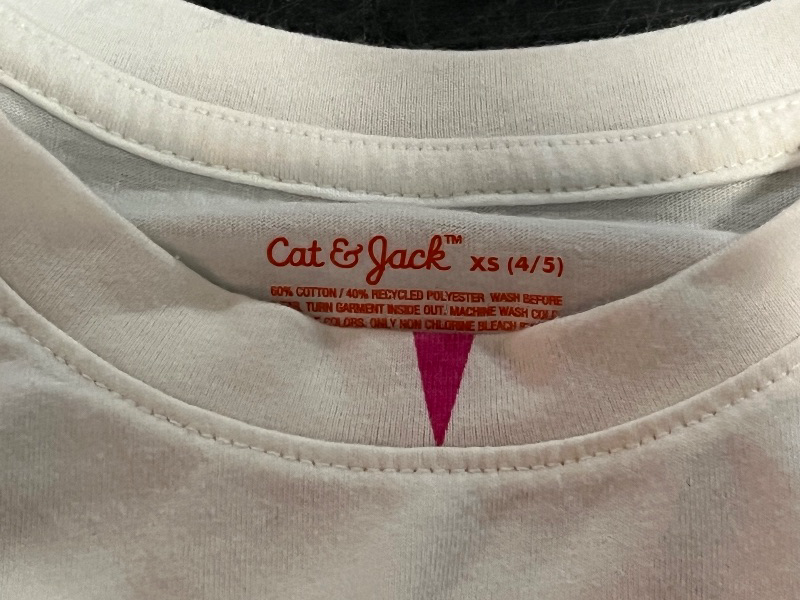 Cat & Jack™ XS (4/5)
60% COTTON / 40% RECYCLED POLYESTER WASH BEFORE
TURN GARMENT INSIDE OUT. MACHINE WASH COLD
COLORS. ONLY NON CHLORINE BLEACH